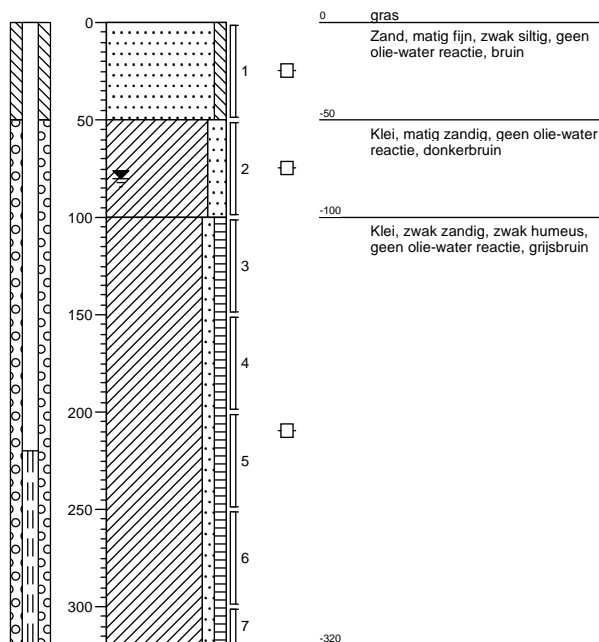 0
gras
Zand, matig fijn, zwak siltig, geen
olie-water reactie, bruin
1
-50
50
Klei, matig zandig, geen olie-water
reactie, donkerbruin
2
-100
100
Klei, zwak zandig, zwak humeus,
geen olie-water reactie, grijsbruin
3
150
4
200
5
250
6
300
7
-320
0